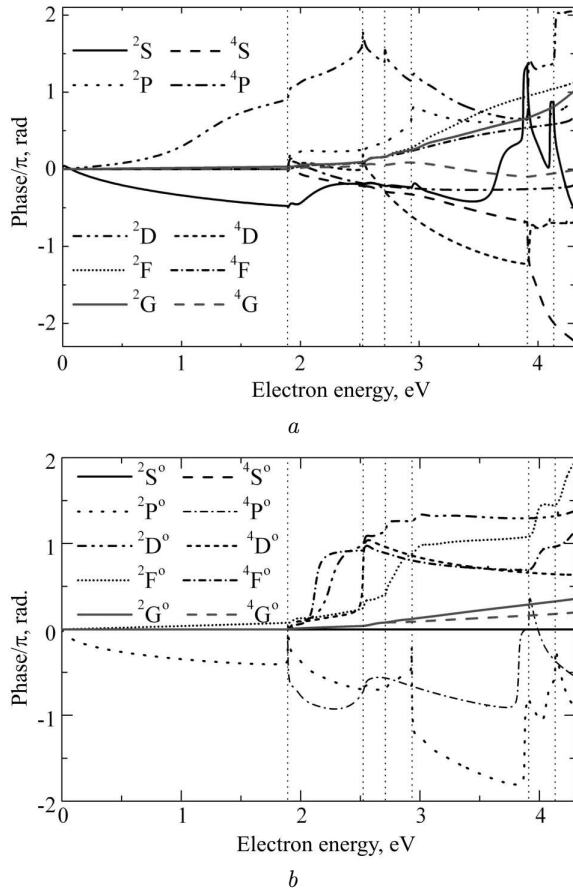 2
²S ⁴S
²P ⁴P
1
Phase/π, rad
0
-1
²D ⁴D
²F ⁴F
²G ⁴G
-2
0 1 2 3 4
Electron energy, eV
a
2
²Sº ⁴Sº
²Pº ⁴Pº
²Dº ⁴Dº
1
²Fº ⁴Fº
²Gº ⁴Gº
Phase/π, rad.
0
-1
-2
0 1 2 3 4
Electron energy, eV
b